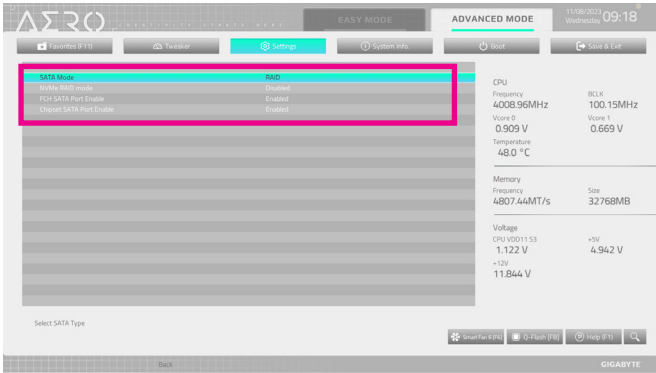 AERO
CREATIVITY STARTS HERE
EASY MODE
ADVANCED MODE
11/08/2023
Wednesday 09:18
Favorites (F11)
Tweaker
Settings
System Info.
Boot
Save & Exit
SATA Mode RAID
NVMe RAID mode Disabled
FCH SATA Port Enable Enabled
Chipset SATA Port Enable Enabled
CPU
Frequency BCLK
4008.96MHz 100.15MHz
Vcore 0 Vcore 1
0.909 V 0.669 V
Temperature
48.0 °C
Memory
Frequency Size
4807.44MT/s 32768MB
Voltage
CPU VDD11 S3 +5V
1.122 V 4.942 V
+12V
11.844 V
Select SATA Type
Smart Fan 6 [F6] Q-Flash [F8] Help (F1)
Back
GIGABYTE